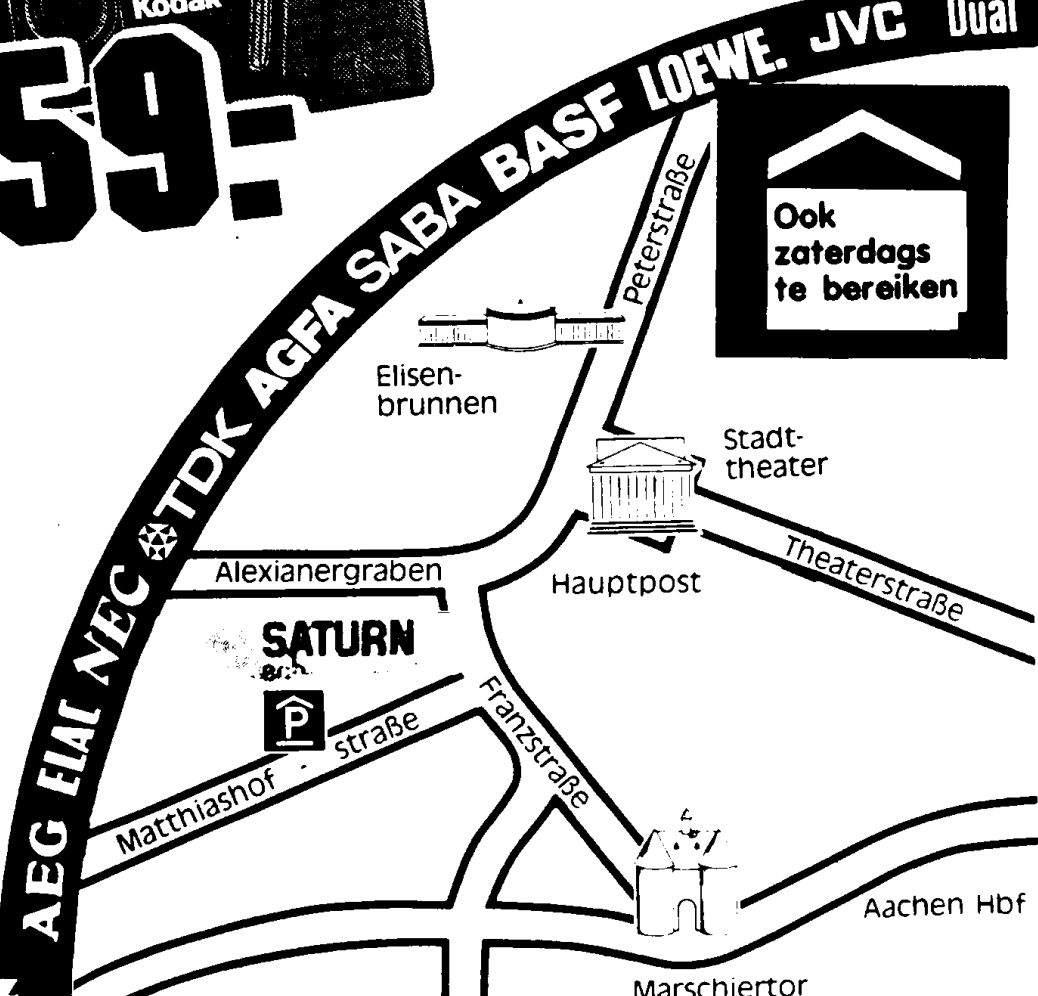 Kodak
59.-
AEG ELAC NEC TDK AGFA SABA BASF LOEWE. JVC Dual
Ook
zaterdags
te bereiken
Peterstraße
Elisen-
brunnen
Stadt-
theater
Theaterstraße
Hauptpost
Alexianergraben
SATURN
P
Matthiashof - straße
Franzstraße
Aachen Hbf
Marschiertor